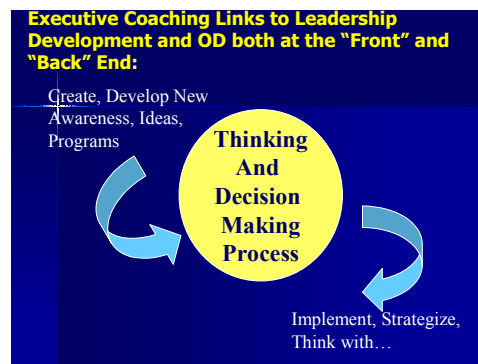 Executive Coaching Links to Leadership
Development and OD both at the “Front” and
“Back” End:
Create, Develop New
Awareness, Ideas,
Programs
Thinking
And
Decision
Making
Process
Implement, Strategize,
Think with…